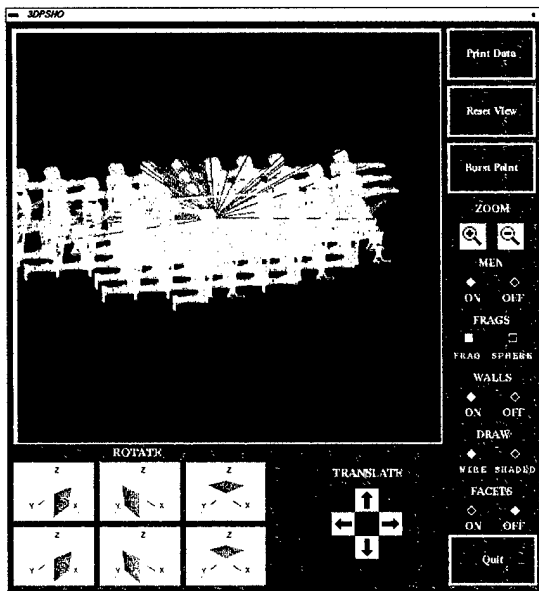 3DPSHO
Print Data
Reset View
Burst Point
ZOOM
MEN
ON OFF
FRAGS
FRAG SPHERE
WALLS
ON OFF
DRAW
WIRE SHADED
FACETS
ON OFF
Quit
ROTATE
Z Z Z
Y X Y X Y X
Z Z Z
Y X Y X Y X
TRANSLATE